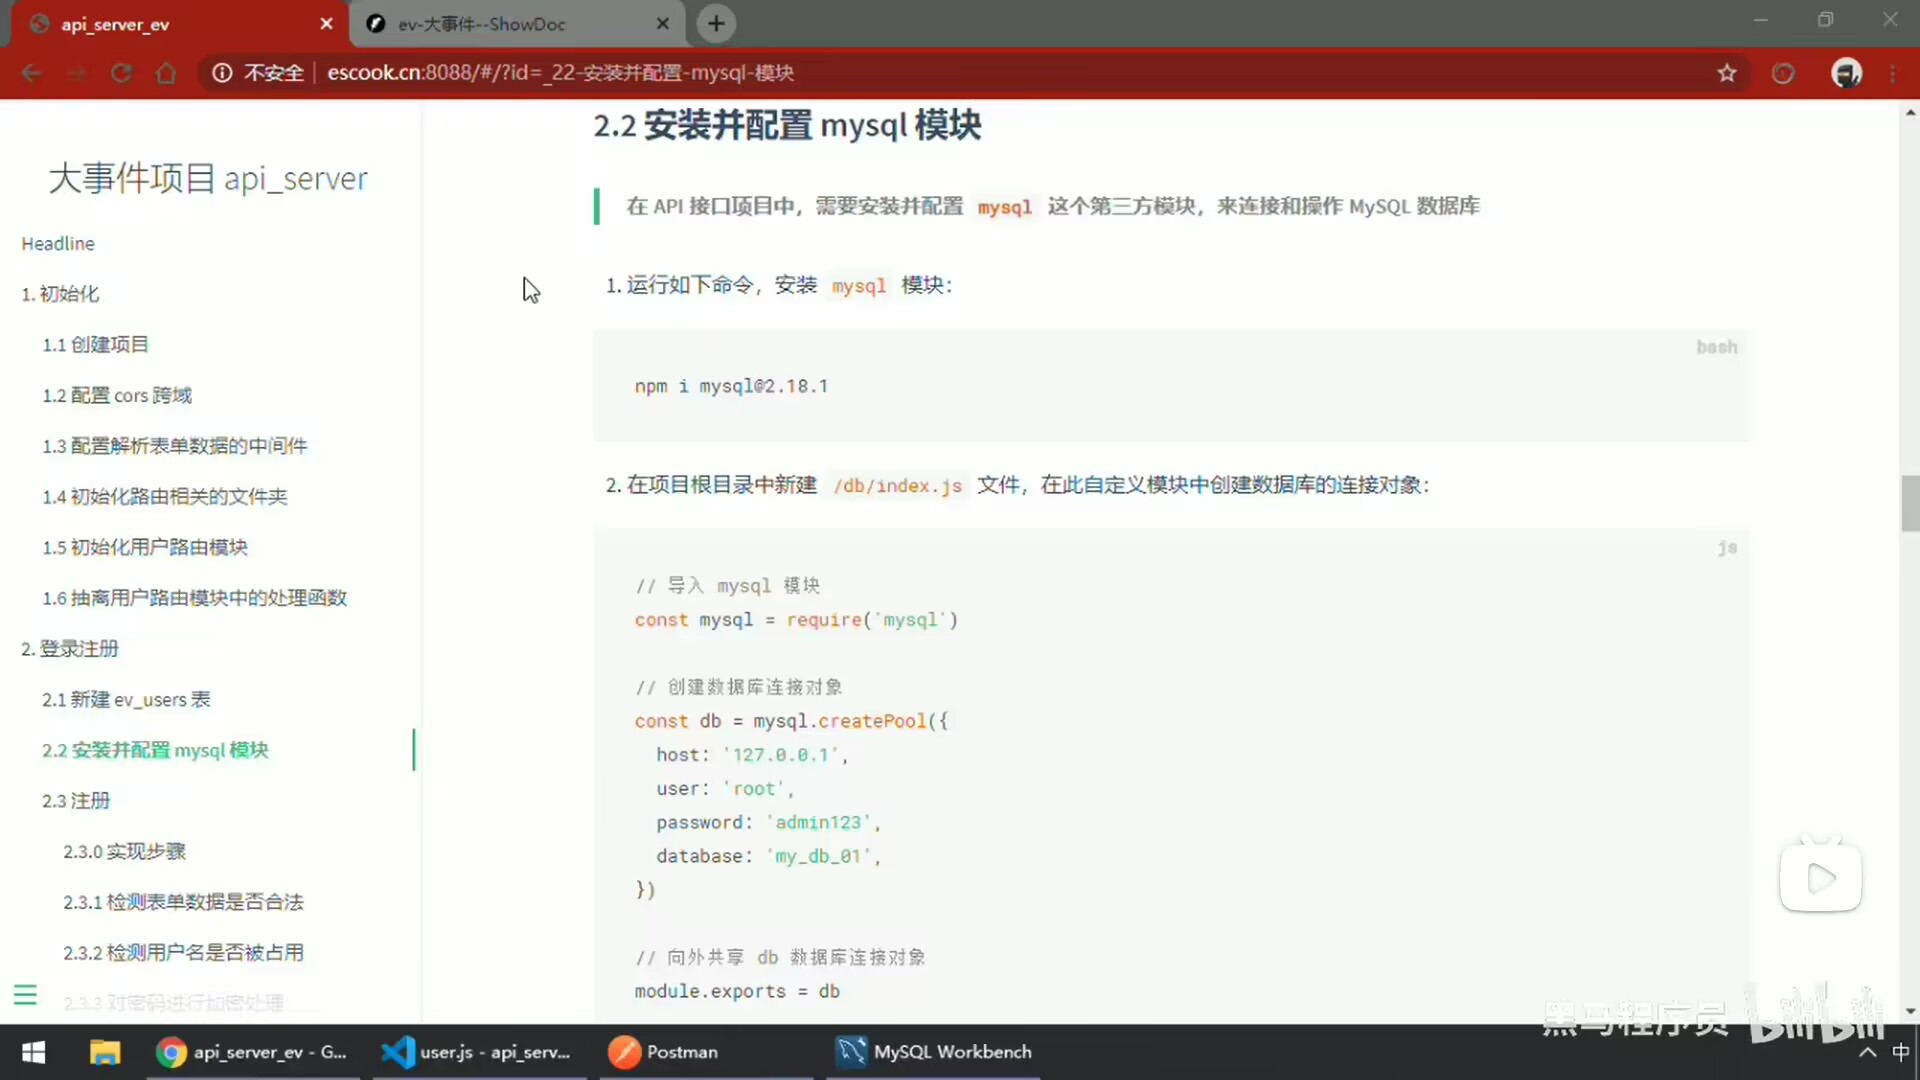 api_server_ev
ev-大事件--ShowDoc
不安全
escook.cn:8088/#/?id=_22-安装并配置-mysql-模块
大事件项目 api_server
Headline
1. 初始化
1.1 创建项目
1.2 配置 cors 跨域
1.3 配置解析表单数据的中间件
1.4 初始化路由相关的文件夹
1.5 初始化用户路由模块
1.6 抽离用户路由模块中的处理函数
2. 登录注册
2.1 新建 ev_users 表
2.2 安装并配置 mysql 模块
2.3 注册
2.3.0 实现步骤
2.3.1 检测表单数据是否合法
2.3.2 检测用户名是否被占用
2.3.3 对密码进行加密处理
2.2 安装并配置 mysql 模块
在 API 接口项目中，需要安装并配置 mysql 这个第三方模块，来连接和操作 MySQL 数据库
1. 运行如下命令，安装 mysql 模块：
bash
npm i mysql@2.18.1
2. 在项目根目录中新建 /db/index.js 文件，在此自定义模块中创建数据库的连接对象：
js
// 导入 mysql 模块
const mysql = require('mysql')
// 创建数据库连接对象
const db = mysql.createPool({
host: '127.0.0.1',
user: 'root',
password: 'admin123',
database: 'my_db_01',
})
// 向外共享 db 数据库连接对象
module.exports = db
黑马程序员 bilibili
api_server_ev - G...
user.js - api_serv...
Postman
MySQL Workbench
中